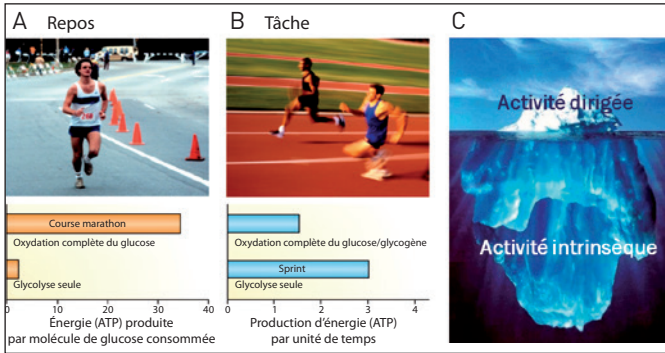 A Repos
B Tâche
C
Course marathon
Oxydation complète du glucose
Glycolyse seule
0 10 20 30 40
Énergie (ATP) produite
par molécule de glucose consommée
Oxydation complète du glucose/glycogène
Sprint
Glycolyse seule
0 1 2 3 4
Production d'énergie (ATP)
par unité de temps
Activité dirigée
Activité intrinsèque